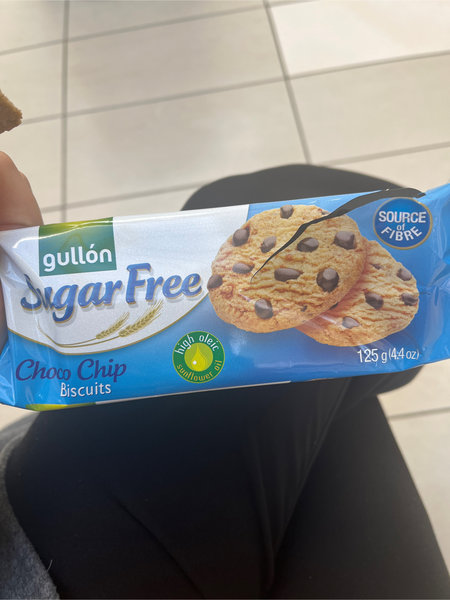 gullón
Sugar Free
Choco Chip
Biscuits
high oleic
sunflower oil
SOURCE
of
FIBRE
125 g (4.4 oz)